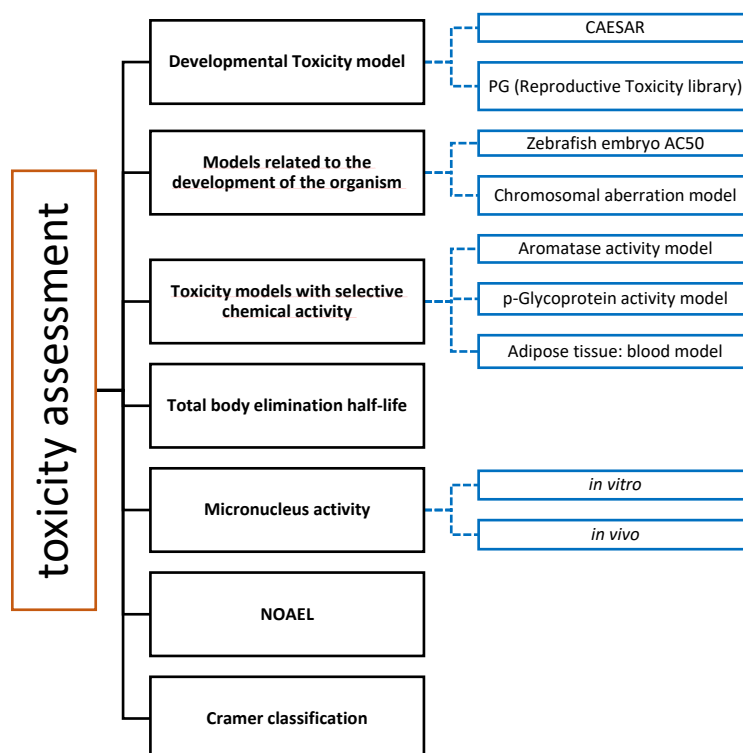 toxicity assessment
Developmental Toxicity model
CAESAR
PG (Reproductive Toxicity library)
Models related to the
development of the organism
Zebrafish embryo AC50
Chromosomal aberration model
Toxicity models with selective
chemical activity
Aromatase activity model
p-Glycoprotein activity model
Adipose tissue: blood model
Total body elimination half-life
Micronucleus activity
in vitro
in vivo
NOAEL
Cramer classification